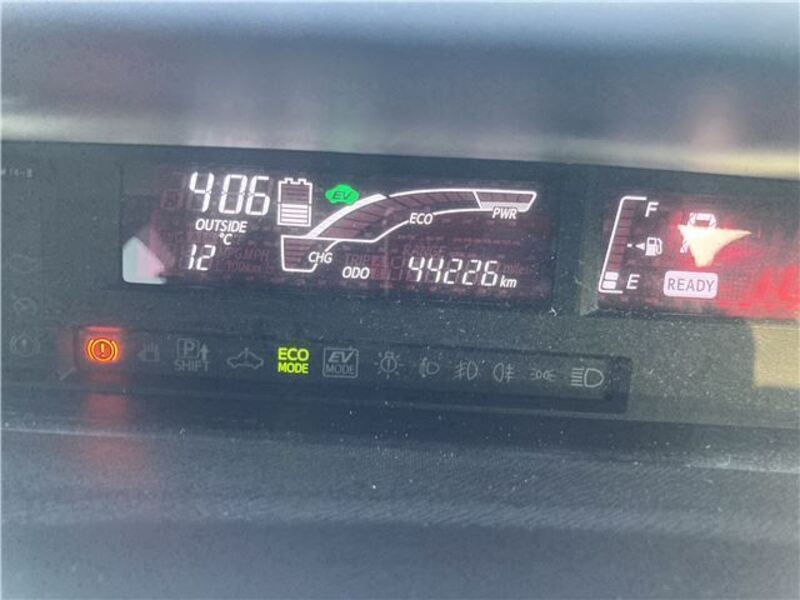 4:06
EV
OUTSIDE
°C
12
CHG
ECO
PWR
ODO 44226 km
F
E
READY
P SHIFT
ECO MODE
EV MODE